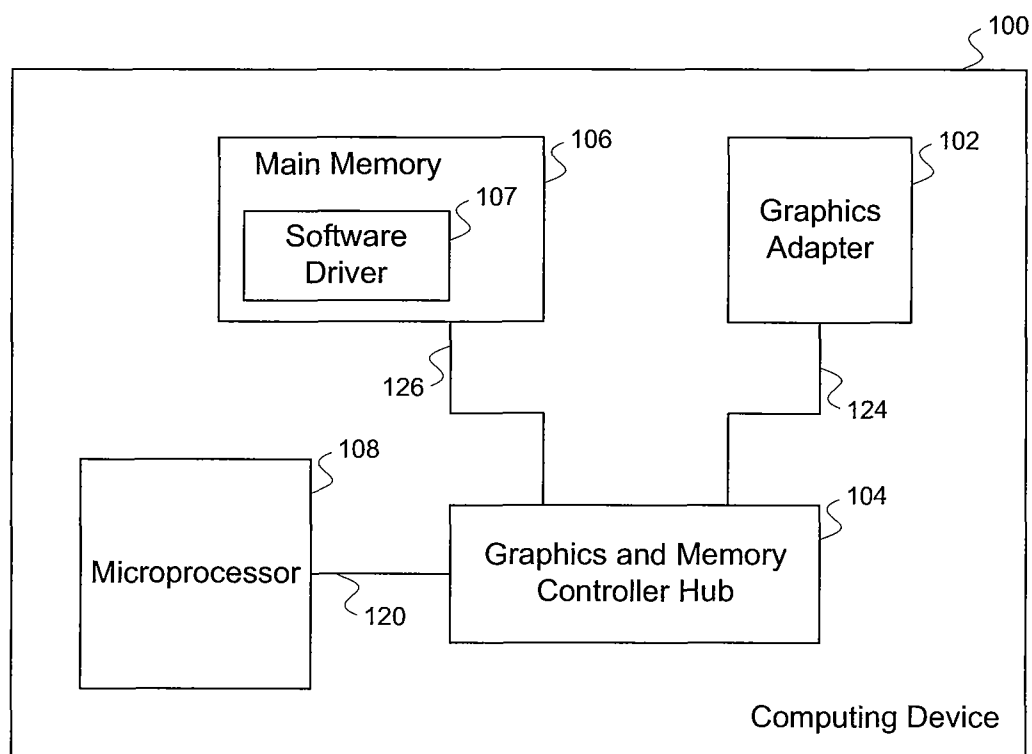 100
106
Main Memory
102
107
Software
Driver
Graphics
Adapter
126
124
108
104
Microprocessor
Graphics and Memory
Controller Hub
120
Computing Device